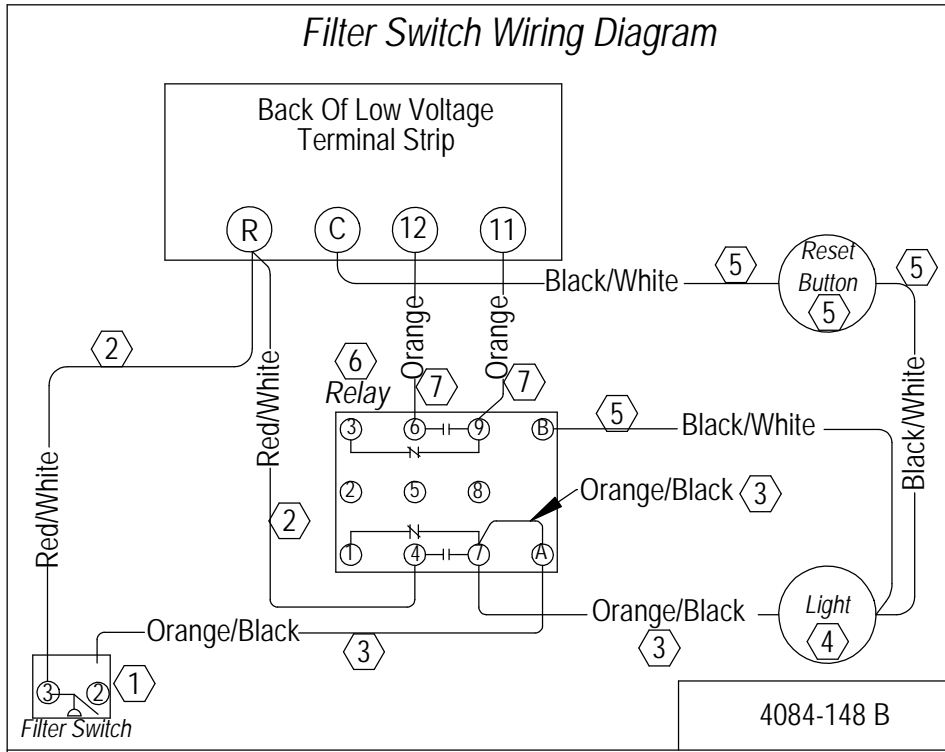 Filter Switch Wiring Diagram
Back Of Low Voltage
Terminal Strip
R
C
12
11
Reset
Button
5
5
5
Black/White
2
Orange
Orange
6
7
7
Relay
Red/White
Red/White
Black/White
3
6
9
B
5
Black/White
2
5
8
Orange/Black
3
2
1
4
7
A
Orange/Black
3
Light
4
Orange/Black
3
3
2
1
Filter Switch
4084-148 B